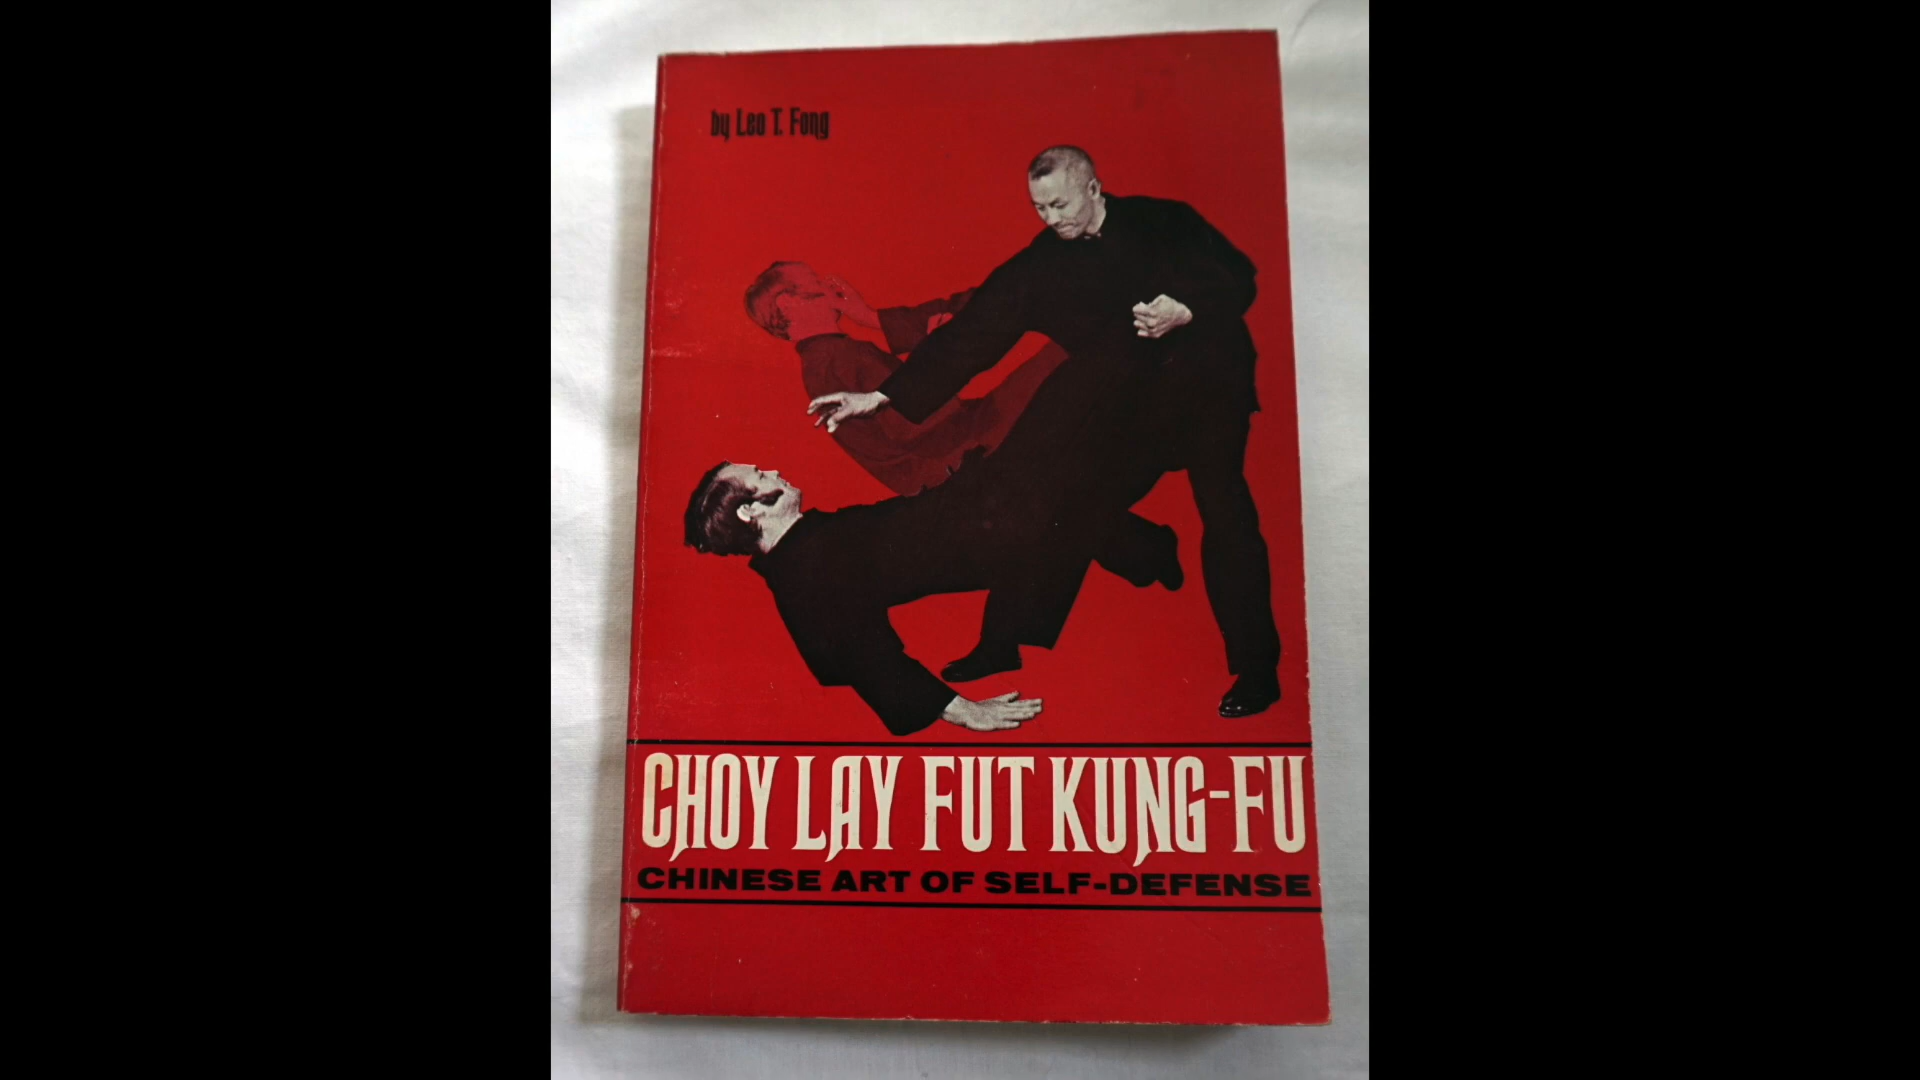 by Leo T. Fong
CHOY LAY FUT KUNG-FU
CHINESE ART OF SELF-DEFENSE